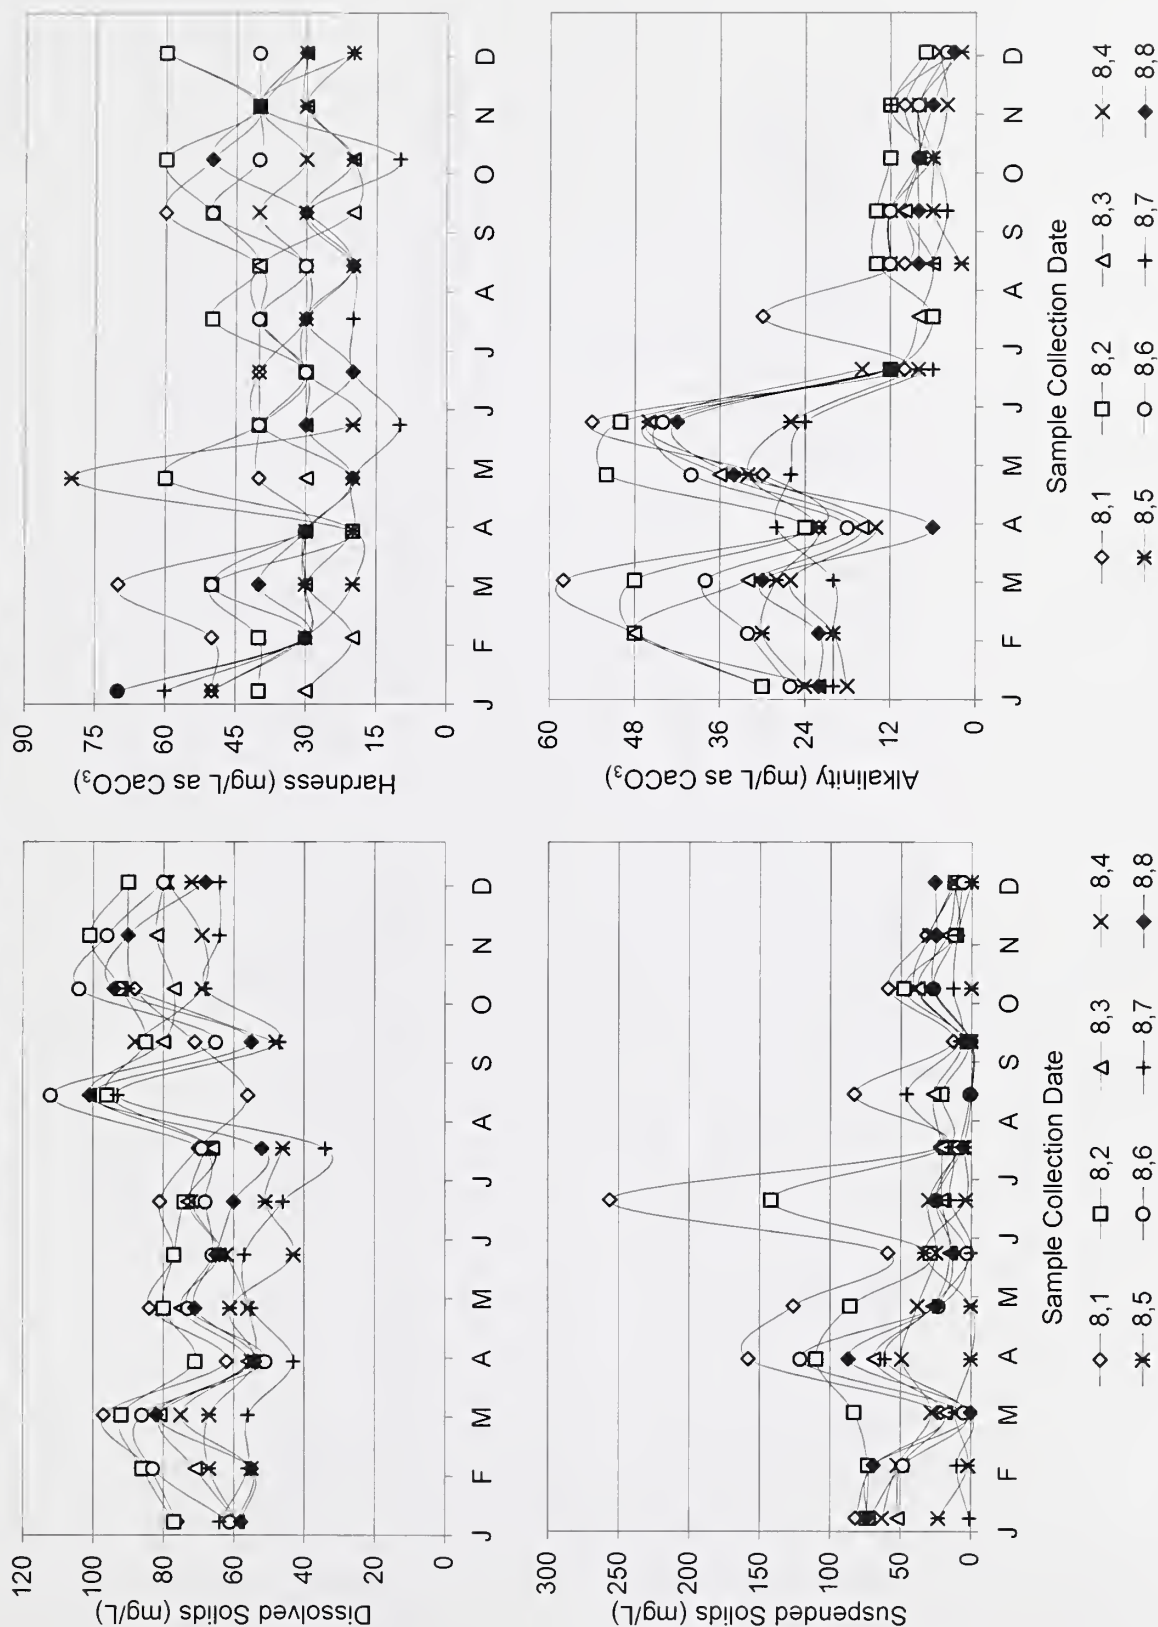 Hardness (mg/L as CaCO₃)
90
75
60
45
30
15
0
J F M A M J J A S O N D
Alkalinity (mg/L as CaCO₃)
60
48
36
24
12
0
J F M A M J J A S O N D
Sample Collection Date
8,1 8,2 8,3 8,4
8,5 8,6 8,7 8,8
Dissolved Solids (mg/L)
120
100
80
60
40
20
0
J F M A M J J A S O N D
Suspended Solids (mg/L)
300
250
200
150
100
50
0
J F M A M J J A S O N D
Sample Collection Date
8,1 8,2 8,3 8,4
8,5 8,6 8,7 8,8